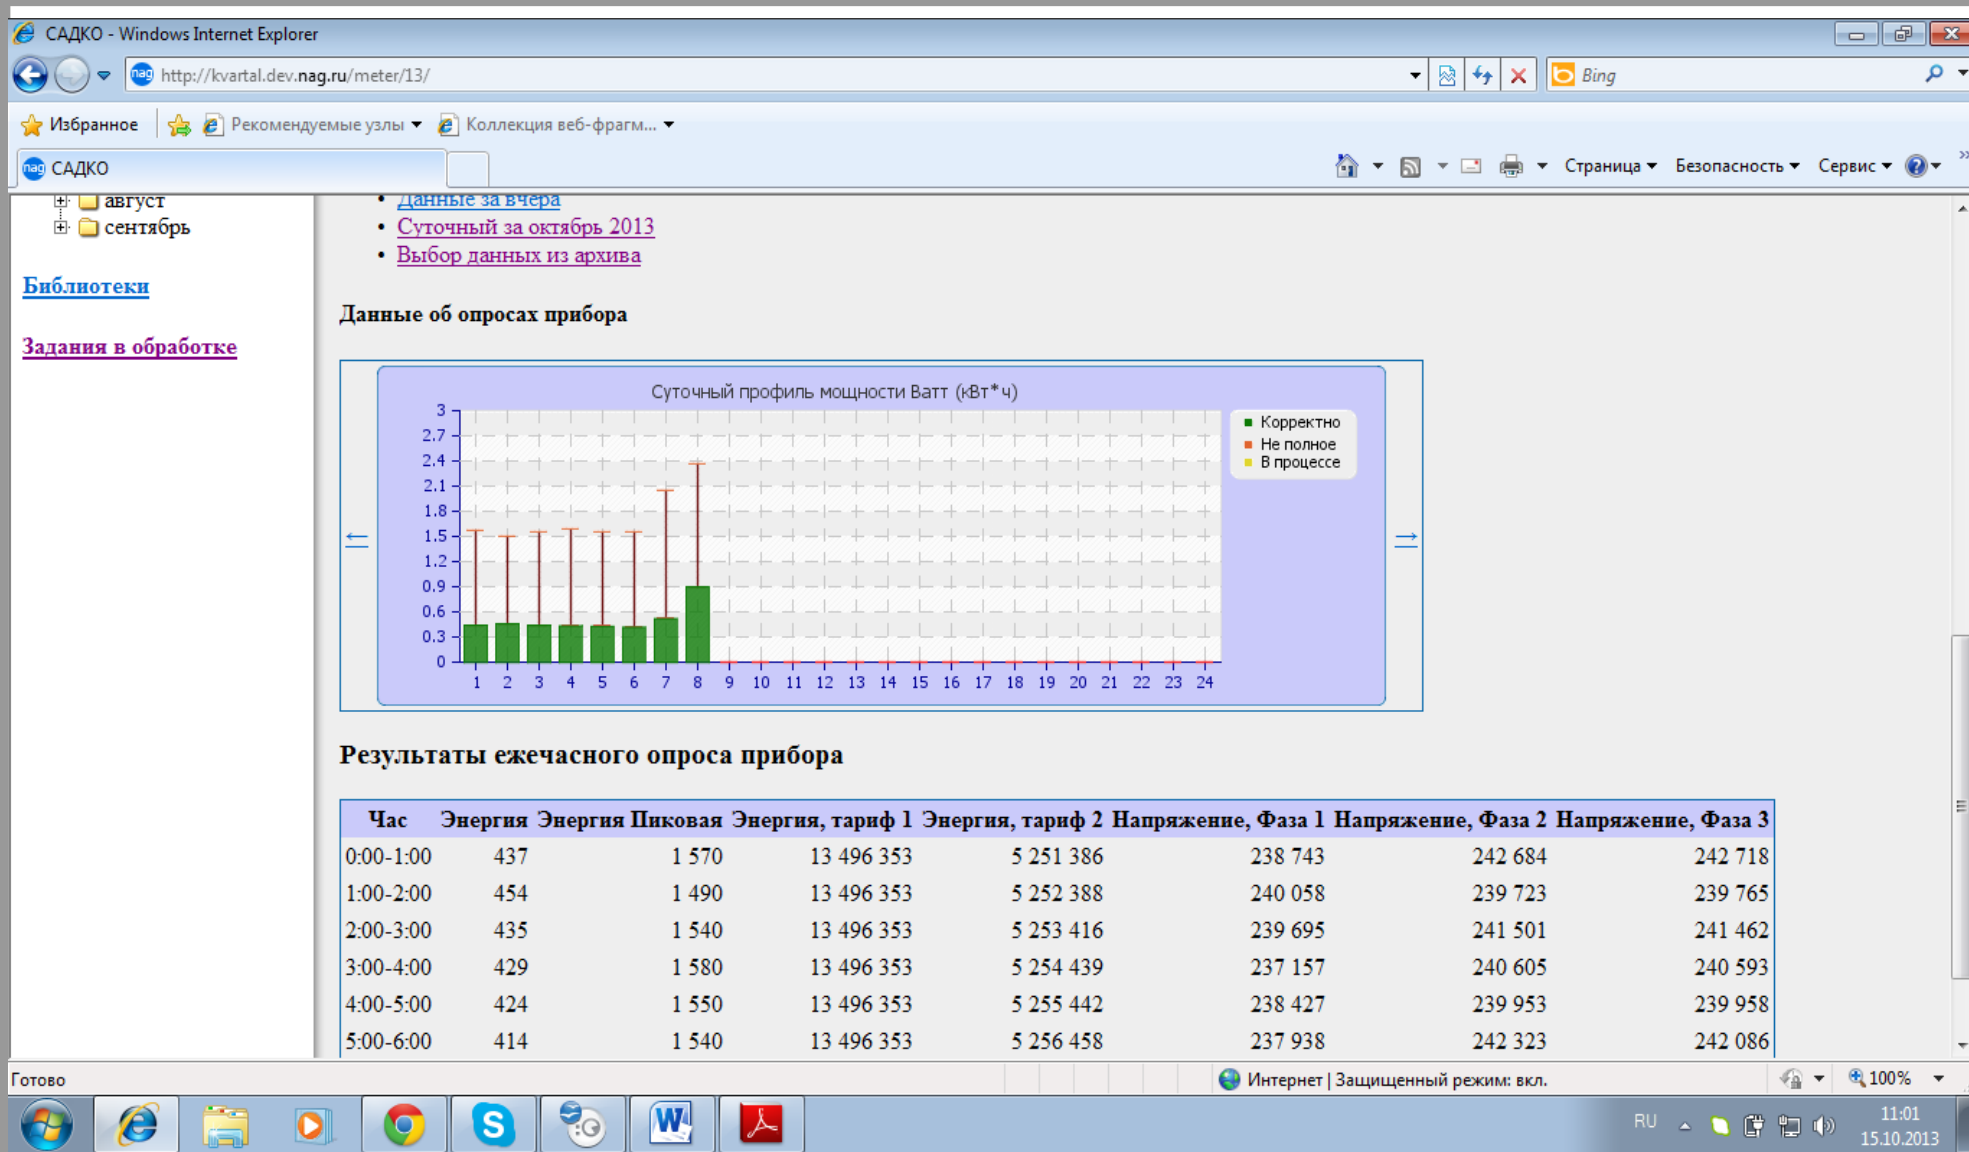 САДКО - Windows Internet Explorer
nag http://kvartal.dev.nag.ru/meter/13/ Bing
Избранное Рекомендуемые узлы Коллекция веб-фрагм...
nag САДКО Страница Безопасность Сервис
август
сентябрь
Библиотеки
Задания в обработке
Данные за вчера
Суточный за октябрь 2013
Выбор данных из архива
Данные об опросах прибора
Суточный профиль мощности Ватт (кВт*ч)
3
2.7
2.4
2.1
1.8
1.5
1.2
0.9
0.6
0.3
0
1 2 3 4 5 6 7 8 9 10 11 12 13 14 15 16 17 18 19 20 21 22 23 24
Корректно
Не полное
В процессе
← →
Результаты ежечасного опроса прибора
Час Энергия Энергия Пиковая Энергия, тариф 1 Энергия, тариф 2 Напряжение, Фаза 1 Напряжение, Фаза 2 Напряжение, Фаза 3
0:00-1:00 437 1 570 13 496 353 5 251 386 238 743 242 684 242 718
1:00-2:00 454 1 490 13 496 353 5 252 388 240 058 239 723 239 765
2:00-3:00 435 1 540 13 496 353 5 253 416 239 695 241 501 241 462
3:00-4:00 429 1 580 13 496 353 5 254 439 237 157 240 605 240 593
4:00-5:00 424 1 550 13 496 353 5 255 442 238 427 239 953 239 958
5:00-6:00 414 1 540 13 496 353 5 256 458 237 938 242 323 242 086
Готово Интернет | Защищенный режим: вкл. 100%
RU 11:01
15.10.2013